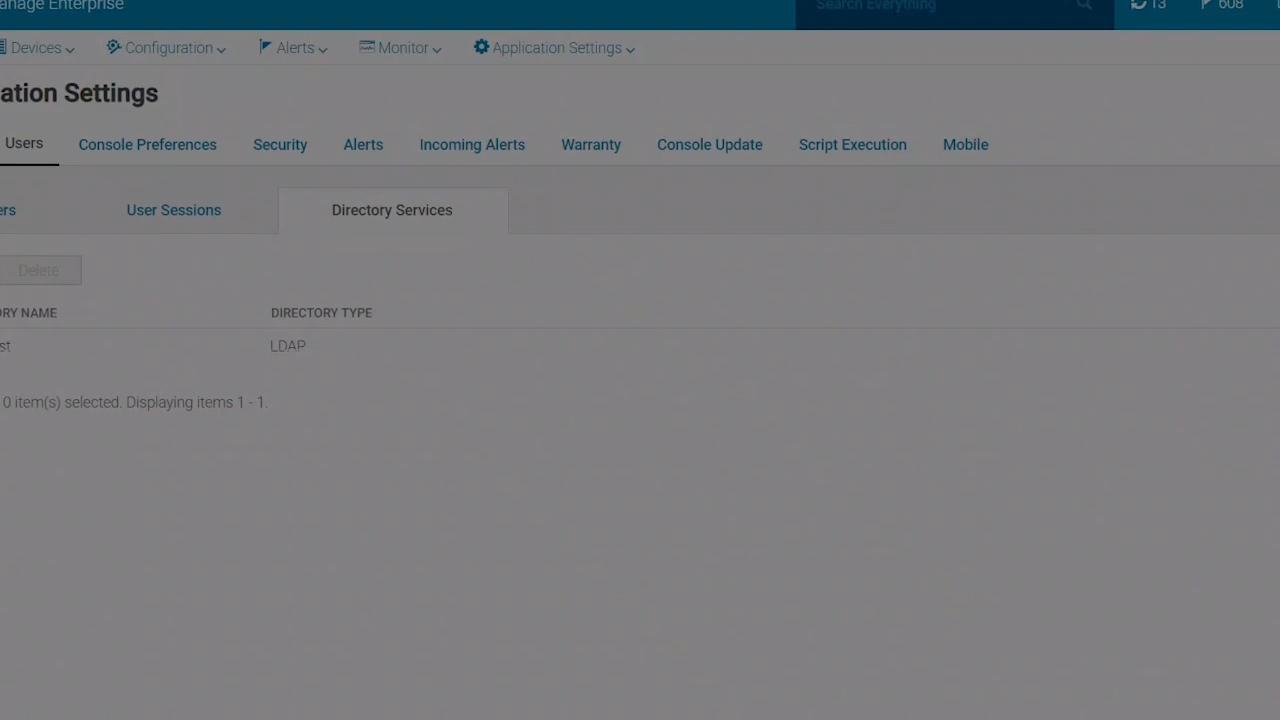 anage Enterprise Search Everything 13 608
Devices Configuration Alerts Monitor Application Settings
ation Settings
Users Console Preferences Security Alerts Incoming Alerts Warranty Console Update Script Execution Mobile
ers User Sessions Directory Services
Delete
ORY NAME DIRECTORY TYPE
st LDAP
0 item(s) selected. Displaying items 1 - 1.